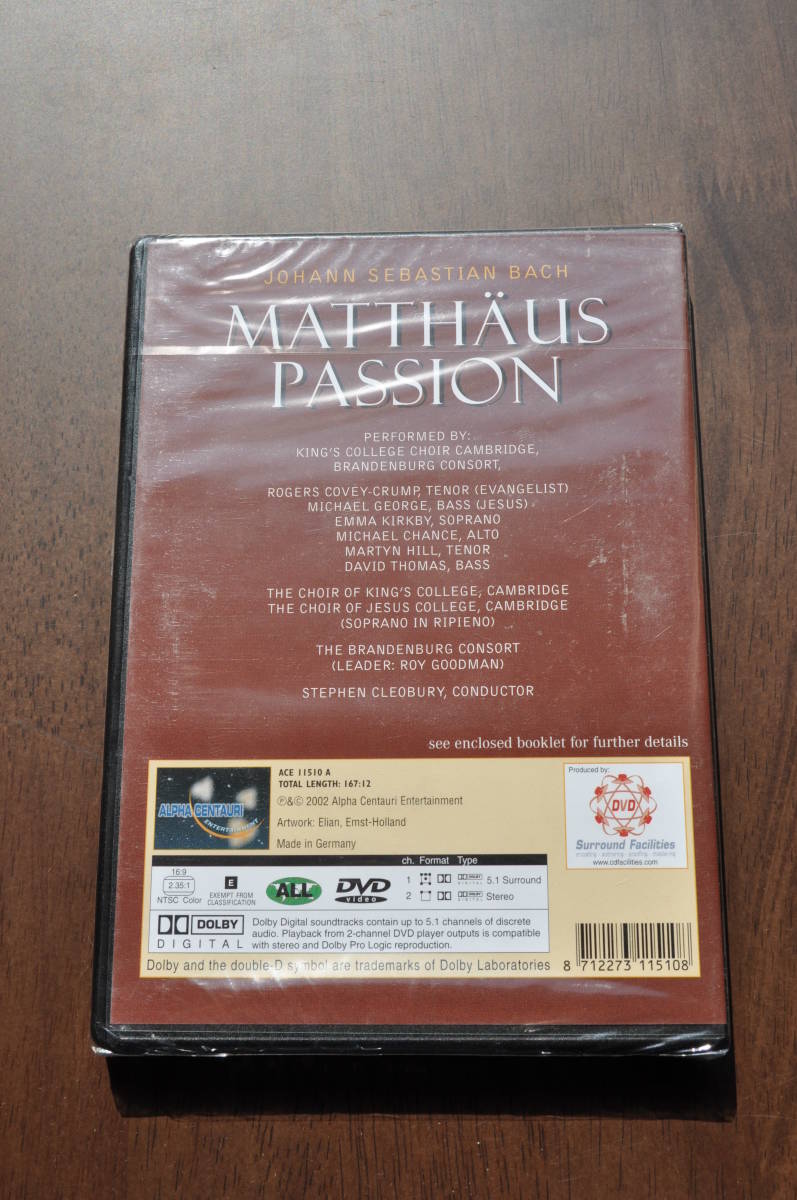 JOHANN SEBASTIAN BACH
MATTHÄUS
PASSION
PERFORMED BY:
KING'S COLLEGE CHOIR CAMBRIDGE,
BRANDENBURG CONSORT,
ROGERS COVEY-CRUMP, TENOR (EVANGELIST)
MICHAEL GEORGE, BASS (JESUS)
EMMA KIRKBY, SOPRANO
MICHAEL CHANCE, ALTO
MARTYN HILL, TENOR
DAVID THOMAS, BASS
THE CHOIR OF KING'S COLLEGE, CAMBRIDGE
THE CHOIR OF JESUS COLLEGE, CAMBRIDGE
(SOPRANO IN RIPIENO)
THE BRANDENBURG CONSORT
(LEADER: ROY GOODMAN)
STEPHEN CLEOBURY, CONDUCTOR
see enclosed booklet for further details
ALPHA CENTAURI
ENTERTAINMENT
ACE 11510 A
TOTAL LENGTH: 167:12
℗&© 2002 Alpha Centauri Entertainment
Artwork: Elian, Emst-Holland
Made in Germany
Produced by:
DVD
Surround Facilities
www.cdfacilities.com
16:9
2.35:1
NTSC Color
E
EXEMPT FROM
CLASSIFICATION
ALL
DVD
video
ch. Format Type
1 DIGITAL 5.1 Surround
2 DIGITAL Stereo
DOLBY
DIGITAL
Dolby Digital soundtracks contain up to 5.1 channels of discrete
audio. Playback from 2-channel DVD player outputs is compatible
with stereo and Dolby Pro Logic reproduction.
Dolby and the double-D symbol are trademarks of Dolby Laboratories
8 712273 115108